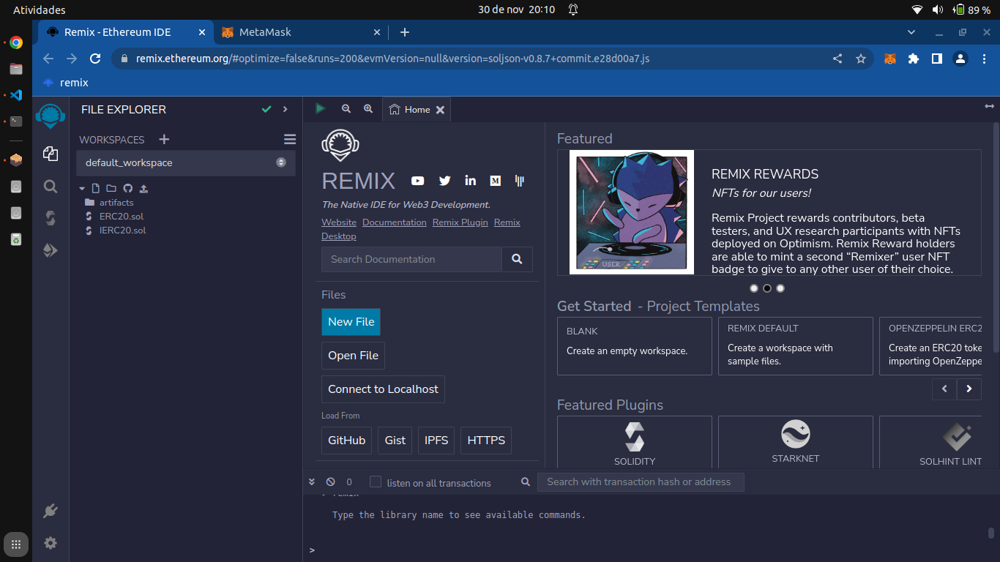 Atividades
30 de nov 20:10
89 %
Remix - Ethereum IDE
MetaMask
remix.ethereum.org/#optimize=false&runs=200&evmVersion=null&version=soljson-v0.8.7+commit.e28d00a7.js
remix
FILE EXPLORER
WORKSPACES
default_workspace
artifacts
ERC20.sol
IERC20.sol
Home
REMIX
The Native IDE for Web3 Development.
Website Documentation Remix Plugin Remix
Desktop
Search Documentation
Files
New File
Open File
Connect to Localhost
Load From
GitHub Gist IPFS HTTPS
Featured
USER
REMIX REWARDS
NFTs for our users!
Remix Project rewards contributors, beta
testers, and UX research participants with NFTs
deployed on Optimism. Remix Reward holders
are able to mint a second “Remixer” user NFT
badge to give to any other user of their choice.
Get Started - Project Templates
BLANK
Create an empty workspace.
REMIX DEFAULT
Create a workspace with
sample files.
OPENZEPPELIN ERC2
Create an ERC20 toke
importing OpenZeppe
Featured Plugins
SOLIDITY
STARKNET
SOLHINT LINT
0
listen on all transactions
Search with transaction hash or address
remix
Type the library name to see available commands.
>